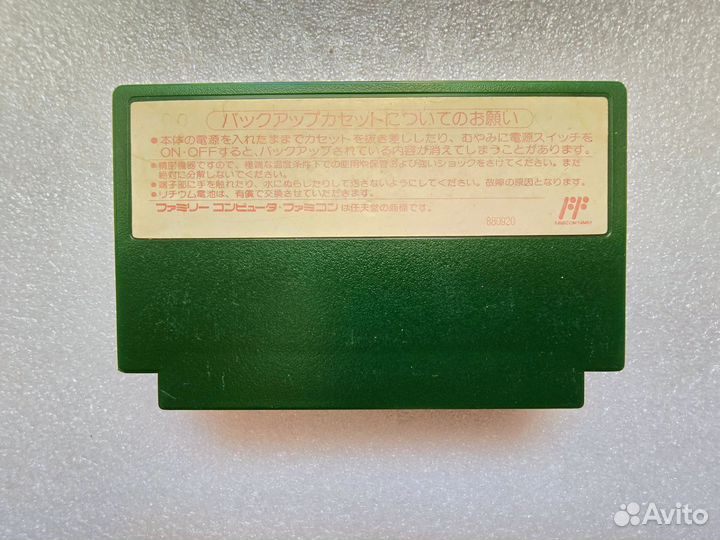 バックアップカセットについてのお願い
●本体の電源を入れたままでカセットを抜き差ししたり、むやみに電源スイッチを
ON・OFFすると、バックアップされている内容が消えてしまうことがあります。
●精密機器ですので、極端な温度条件下での使用や保管および強いショックをさけてください。また
絶対に分解しないでください。
●端子部に手を触れたり、水にぬらしたりして汚さないようにしてください。故障の原因となります。
●リチウム電池は、有償で交換させていただきます。
ファミリーコンピュータ・ファミコンは任天堂の商標です。
880920
FF
FAMICOM FAMILY
Avito